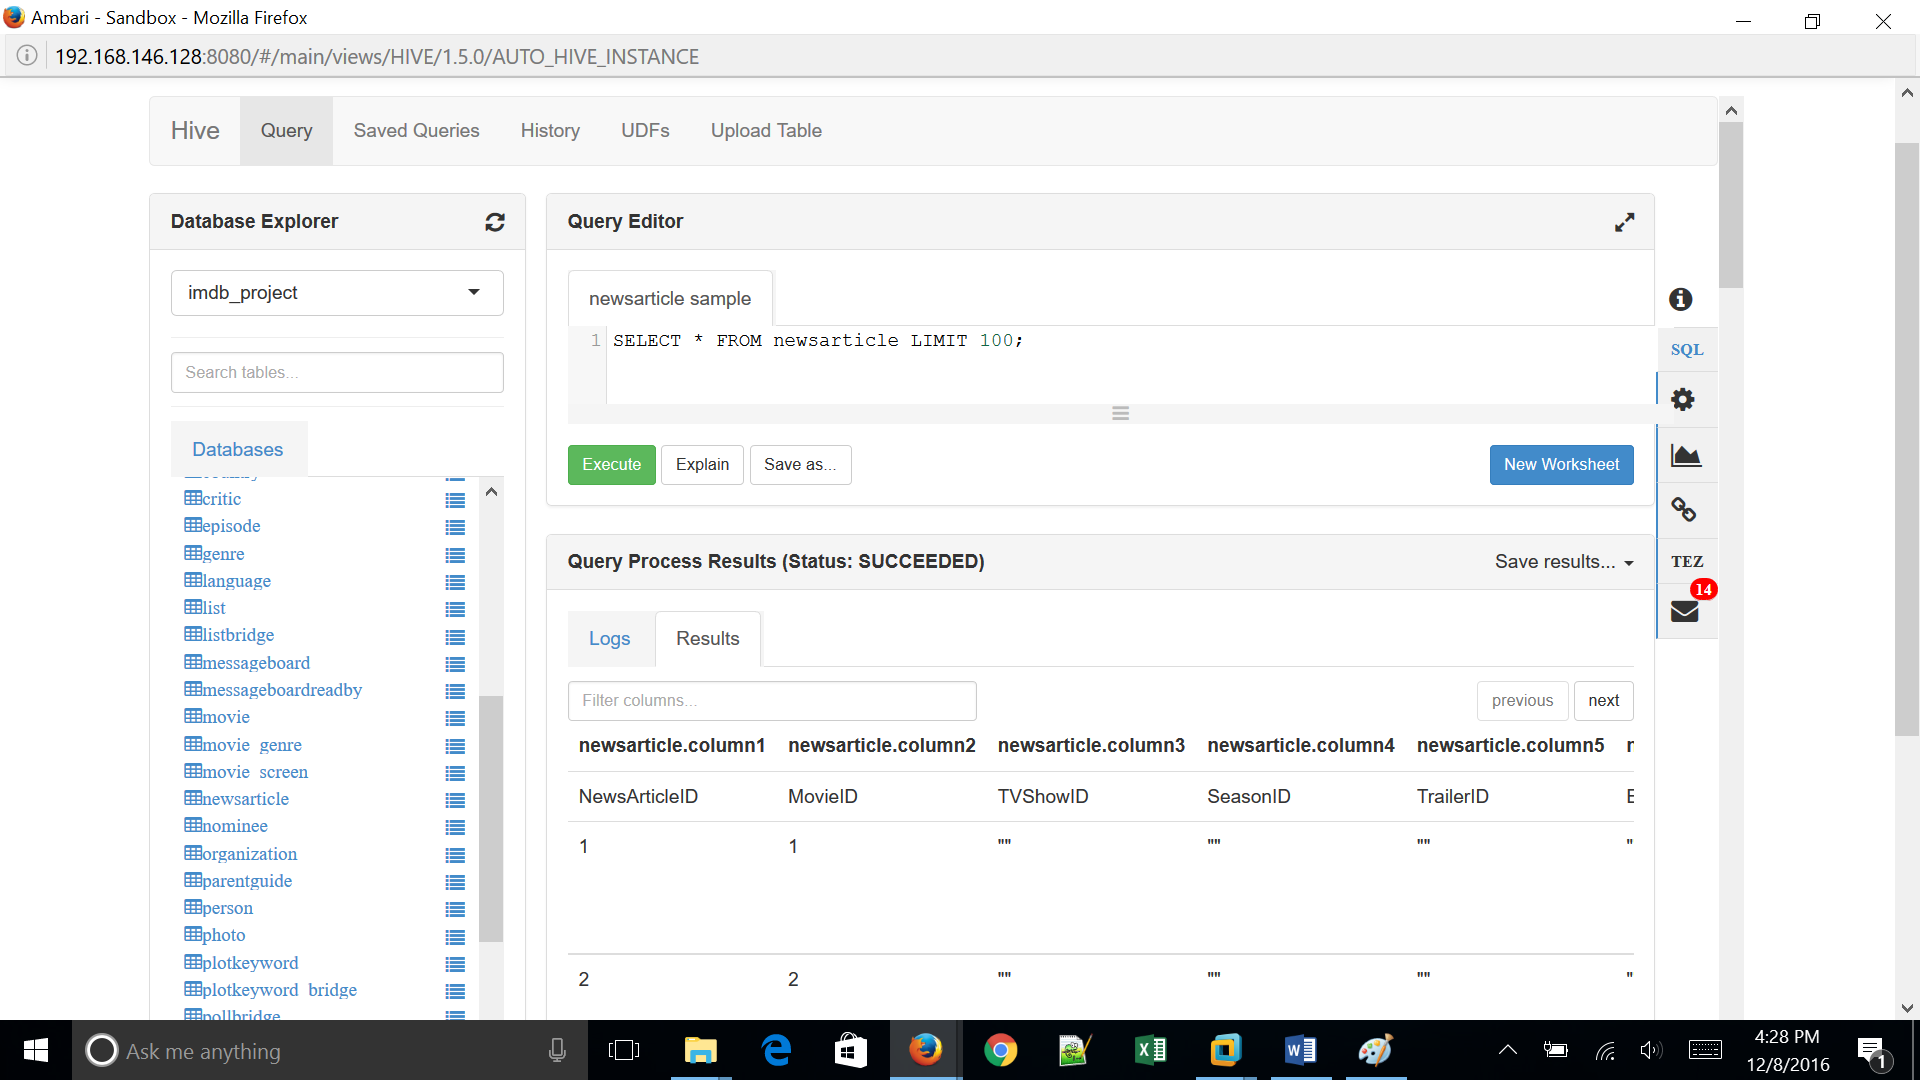 Ambari - Sandbox - Mozilla Firefox
192.168.146.128:8080/#/main/views/HIVE/1.5.0/AUTO_HIVE_INSTANCE
Hive Query Saved Queries History UDFs Upload Table
Database Explorer
imdb_project
Search tables...
Databases
critic
episode
genre
language
list
listbridge
messageboard
messageboardreadby
movie
movie_genre
movie_screen
newsarticle
nominee
organization
parentguide
person
photo
plotkeyword
plotkeyword_bridge
pollbridge
Query Editor
newsarticle sample
1 SELECT * FROM newsarticle LIMIT 100;
Execute Explain Save as... New Worksheet
SQL
TEZ
14
Query Process Results (Status: SUCCEEDED) Save results...
Logs Results
Filter columns... previous next
newsarticle.column1 newsarticle.column2 newsarticle.column3 newsarticle.column4 newsarticle.column5
NewsArticleID MovieID TVShowID SeasonID TrailerID
1 1 "" "" "" "
2 2 "" "" "" "
Ask me anything
4:28 PM
12/8/2016
1